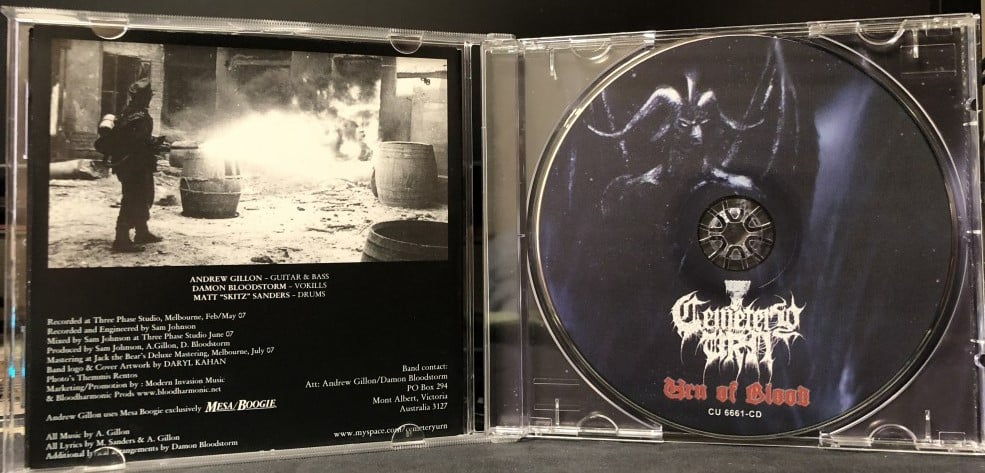 ANDREW GILLON – GUITAR & BASS
DAMON BLOODSTORM – VOKILLS
MATT "SKITZ" SANDERS – DRUMS
Recorded at Three Phase Studio, Melbourne, Feb/May 07
Recorded and Engineered by Sam Johnson
Mixed by Sam Johnson at Three Phase Studio June 07
Produced by Sam Johnson, A.Gillon, D. Bloodstorm
Mastering at Jack the Bear's Deluxe Mastering, Melbourne, July 07
Band logo & Cover Artwork by DARYL KAHAN
Photo's Themmis Rentos
Marketing/Promotion by : Modern Invasion Music
& Bloodharmonic Prods www.bloodharmonic.net
Andrew Gillon uses Mesa Boogie exclusively MESA/BOOGIE
All Music by A. Gillon
All Lyrics by M. Sanders & A. Gillon
Additional lyrical arrangements by Damon Bloodstorm
Band contact:
Att: Andrew Gillon/Damon Bloodstorm
PO Box 294
Mont Albert, Victoria
Australia 3127
www.myspace.com/cemeteryurn
Cemetery
URN
Urn of Blood
CU 6661-CD